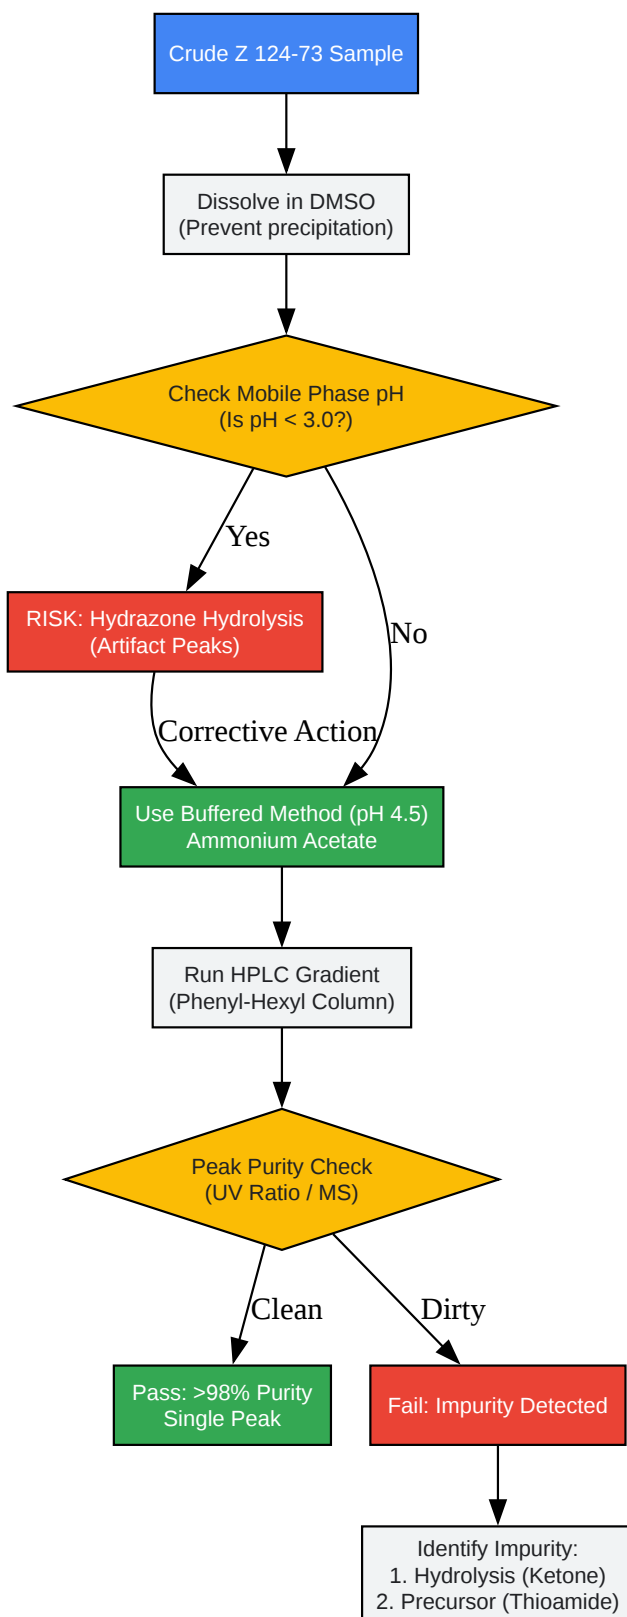 Crude Z 124-73 Sample
Dissolve in DMSO
(Prevent precipitation)
Check Mobile Phase pH
(Is pH < 3.0?)
Yes
RISK: Hydrazone Hydrolysis
(Artifact Peaks)
No
Corrective Action
Use Buffered Method (pH 4.5)
Ammonium Acetate
Run HPLC Gradient
(Phenyl-Hexyl Column)
Peak Purity Check
(UV Ratio / MS)
Clean
Dirty
Pass: >98% Purity
Single Peak
Fail: Impurity Detected
Identify Impurity:
1. Hydrolysis (Ketone)
2. Precursor (Thioamide)